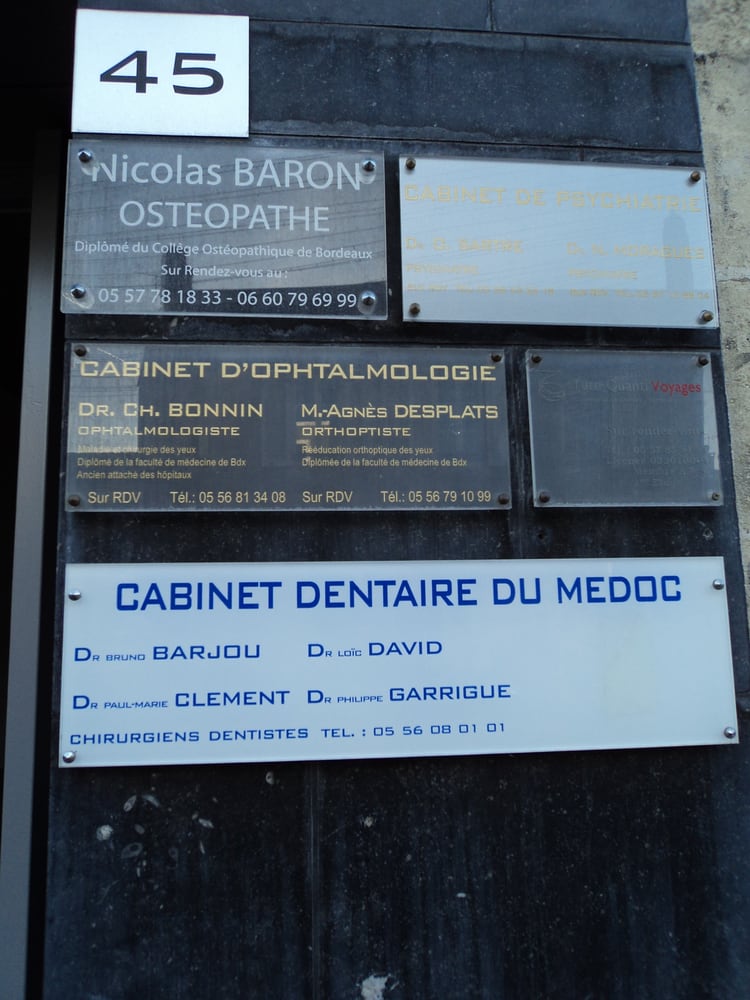 45
Nicolas BARON
OSTEOPATHE
Diplômé du Collège Ostéopathique de Bordeaux
Sur Rendez-vous au :
05 57 78 18 33 - 06 60 79 69 99
CABINET DE PSYCHIATRIE
CABINET D'OPHTALMOLOGIE
DR. CH. BONNIN
OPHTALMOLOGISTE
Maladie et chirurgie des yeux
Diplômé de la faculté de médecine de Bdx
Ancien attaché des hôpitaux
Sur RDV Tél.: 05 56 81 34 08
M.-AGNÈS DESPLATS
ORTHOPTISTE
Rééducation orthoptique des yeux
Diplômée de la faculté de médecine de Bdx
Sur RDV Tél.: 05 56 79 10 99
Voyages
CABINET DENTAIRE DU MEDOC
DR BRUNO BARJOU DR LOÏC DAVID
DR PAUL-MARIE CLEMENT DR PHILIPPE GARRIGUE
CHIRURGIENS DENTISTES TEL. : 05 56 08 01 01